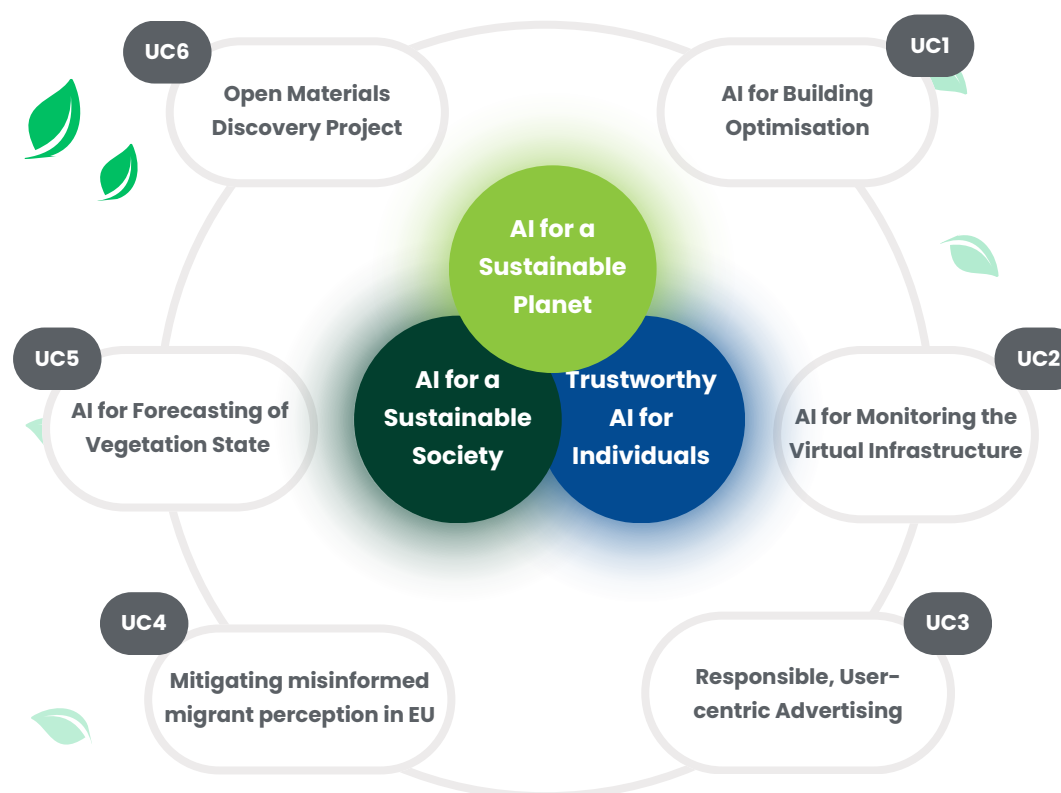 UC6
Open Materials
Discovery Project
UC1
AI for Building
Optimisation
AI for a
Sustainable
Planet
UC5
AI for Forecasting of
Vegetation State
AI for a
Sustainable
Society
Trustworthy
AI for
Individuals
UC2
AI for Monitoring the
Virtual Infrastructure
UC4
Mitigating misinformed
migrant perception in EU
UC3
Responsible, User-
centric Advertising